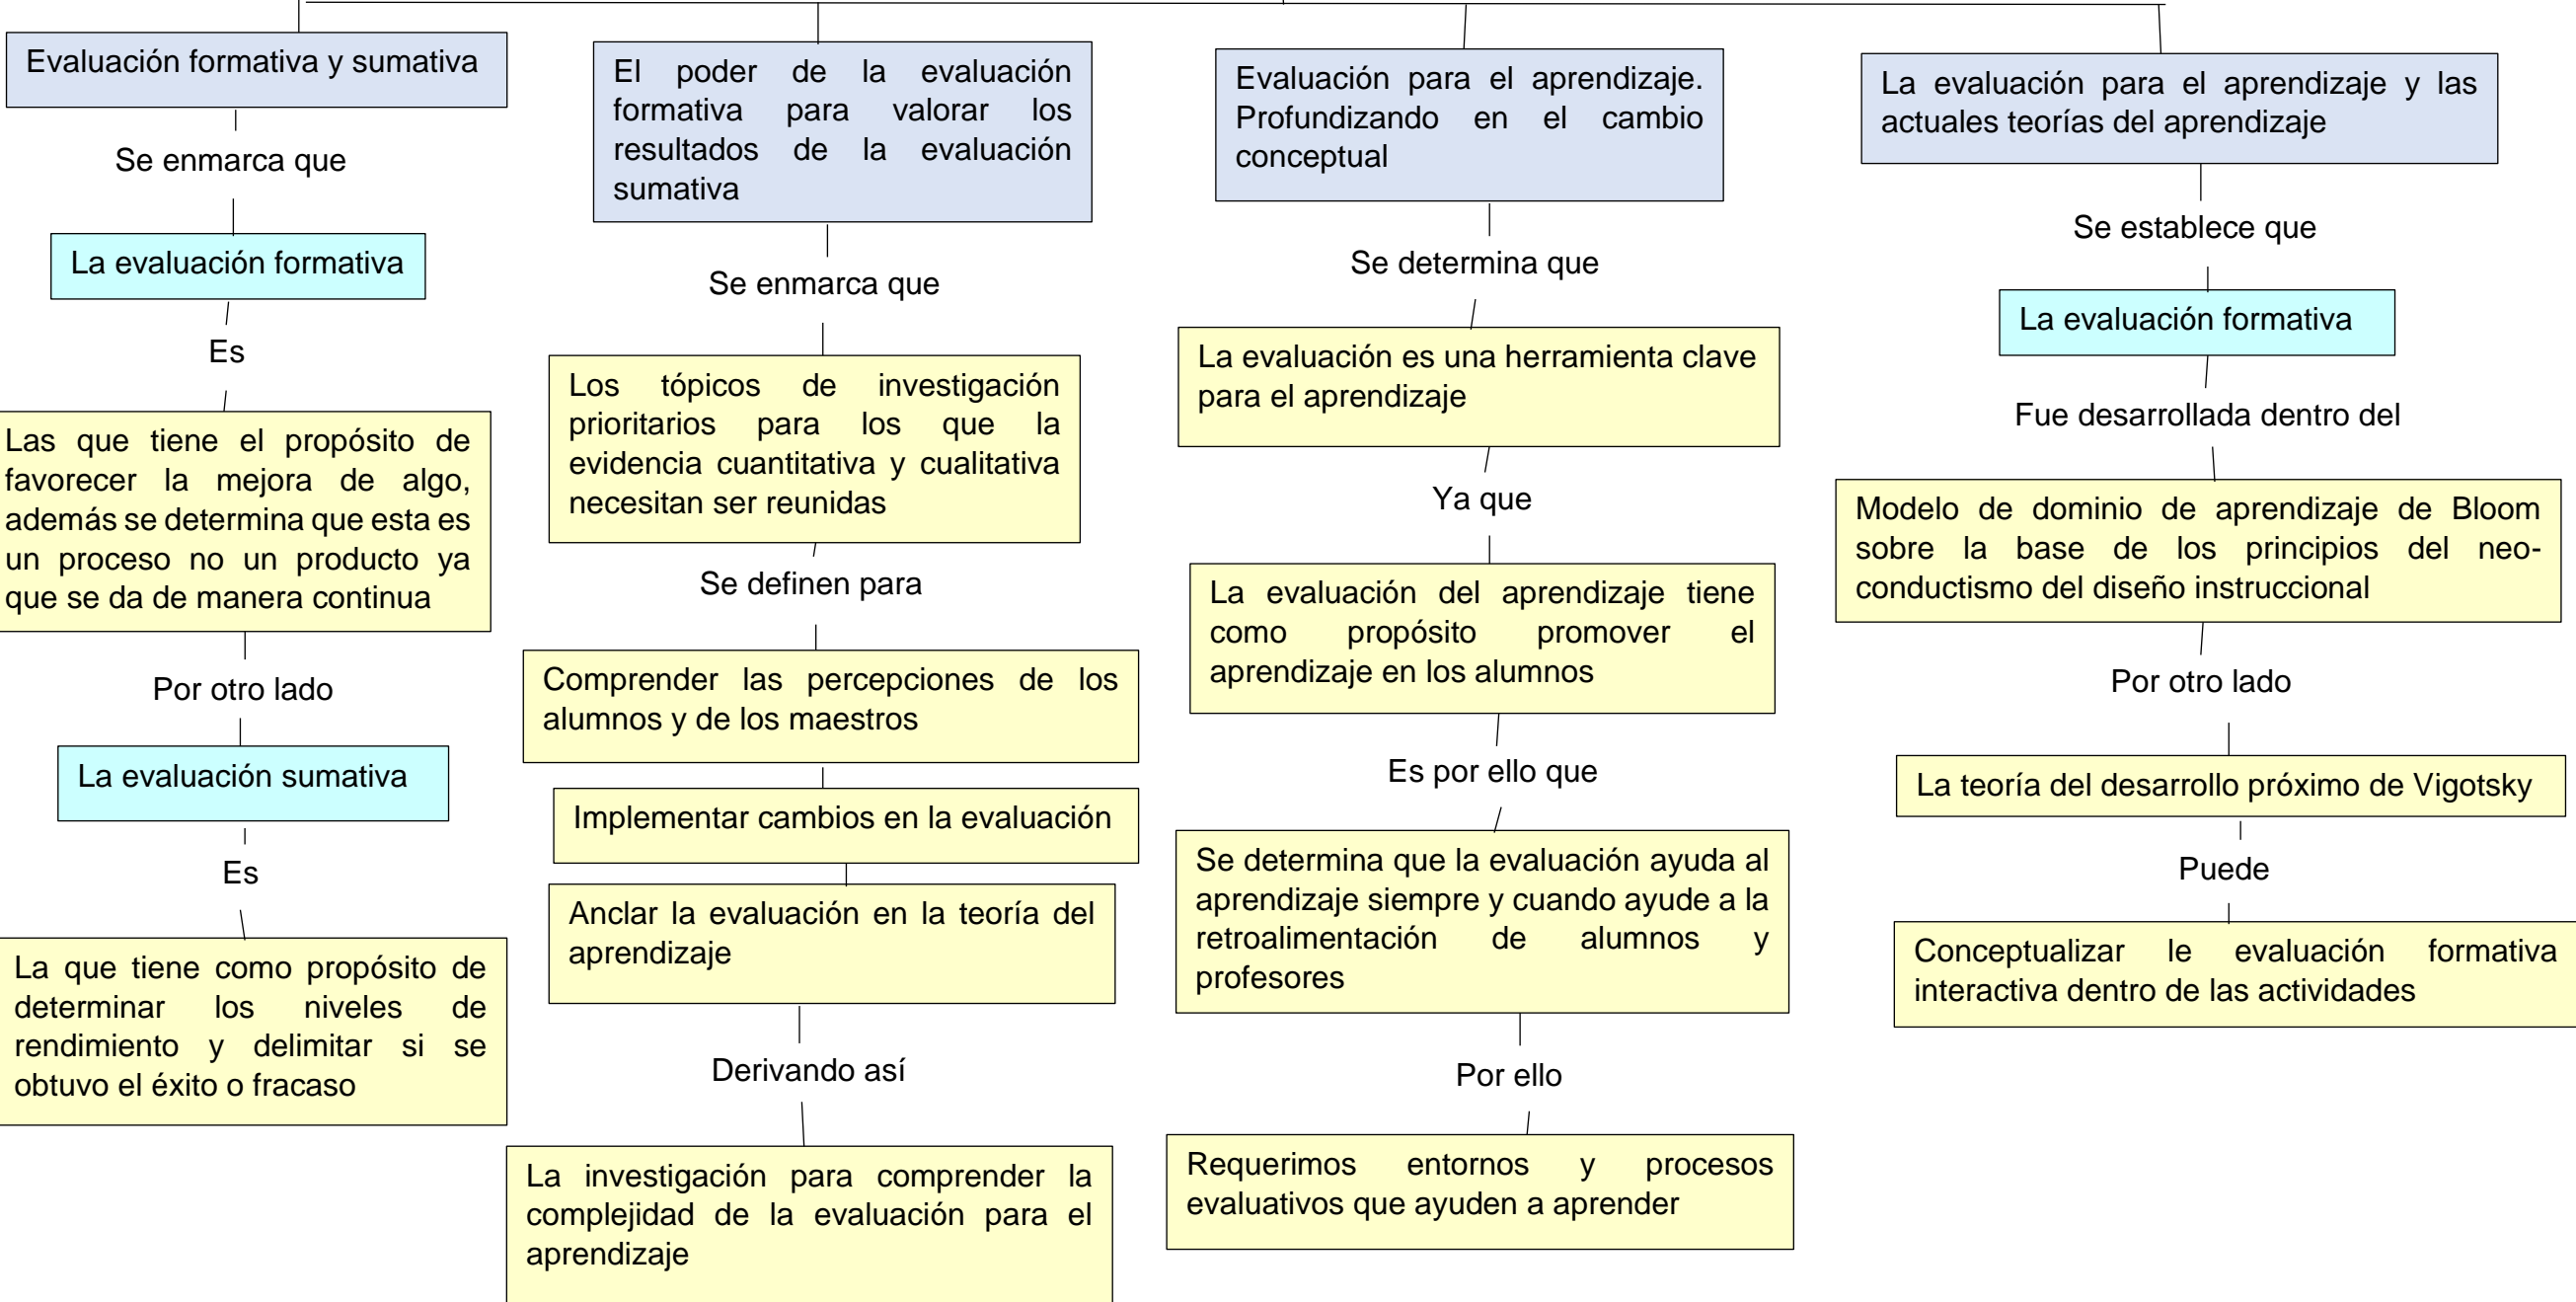 Evaluación formativa y sumativa
Se enmarca que
La evaluación formativa
Es
Las que tiene el propósito de
favorecer la mejora de algo,
además se determina que esta es
un proceso no un producto ya
que se da de manera continua
Por otro lado
La evaluación sumativa
Es
La que tiene como propósito de
determinar los niveles de
rendimiento y delimitar si se
obtuvo el éxito o fracaso
El poder de la evaluación
formativa para valorar los
resultados de la evaluación
sumativa
Se enmarca que
Los tópicos de investigación
prioritarios para los que la
evidencia cuantitativa y cualitativa
necesitan ser reunidas
Se definen para
Comprender las percepciones de los
alumnos y de los maestros
Implementar cambios en la evaluación
Anclar la evaluación en la teoría del
aprendizaje
Derivando así
La investigación para comprender la
complejidad de la evaluación para el
aprendizaje
Evaluación para el aprendizaje.
Profundizando en el cambio
conceptual
Se determina que
La evaluación es una herramienta clave
para el aprendizaje
Ya que
La evaluación del aprendizaje tiene
como propósito promover el
aprendizaje en los alumnos
Es por ello que
Se determina que la evaluación ayuda al
aprendizaje siempre y cuando ayude a la
retroalimentación de alumnos y
profesores
Por ello
Requerimos entornos y procesos
evaluativos que ayuden a aprender
La evaluación para el aprendizaje y las
actuales teorías del aprendizaje
Se establece que
La evaluación formativa
Fue desarrollada dentro del
Modelo de dominio de aprendizaje de Bloom
sobre la base de los principios del neo-
conductismo del diseño instruccional
Por otro lado
La teoría del desarrollo próximo de Vigotsky
Puede
Conceptualizar le evaluación formativa
interactiva dentro de las actividades